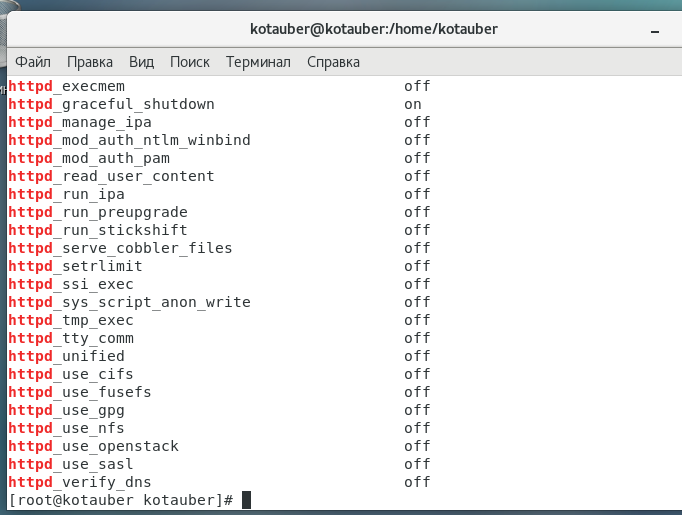 kotauber@kotauber:/home/kotauber
Файл Правка Вид Поиск Терминал Справка
httpd_execmem off
httpd_graceful_shutdown on
httpd_manage_ipa off
httpd_mod_auth_ntlm_winbind off
httpd_mod_auth_pam off
httpd_read_user_content off
httpd_run_ipa off
httpd_run_preupgrade off
httpd_run_stickshift off
httpd_serve_cobbler_files off
httpd_setrlimit off
httpd_ssi_exec off
httpd_sys_script_anon_write off
httpd_tmp_exec off
httpd_tty_comm off
httpd_unified off
httpd_use_cifs off
httpd_use_fusefs off
httpd_use_gpg off
httpd_use_nfs off
httpd_use_openstack off
httpd_use_sasl off
httpd_verify_dns off
[root@kotauber kotauber]#